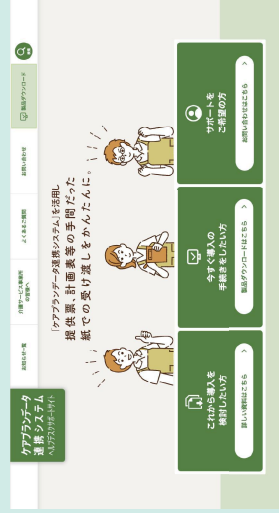 ケアプランデータ
連携システム
ヘルプデスクサポートサイト
お知らせ一覧
介護サービス事業所
の皆様へ
よくあるご質問
お問い合わせ
製品ダウンロード
「ケアプランデータ連携システム」を活用し
提供票、計画表等の手間だった
紙での受け渡しをかんたんに。
これから導入を
検討したい方
詳しい資料はこちら
今すぐ導入の
手続きをしたい方
製品ダウンロードはこちら
サポートを
ご希望の方
お問い合わせはこちら